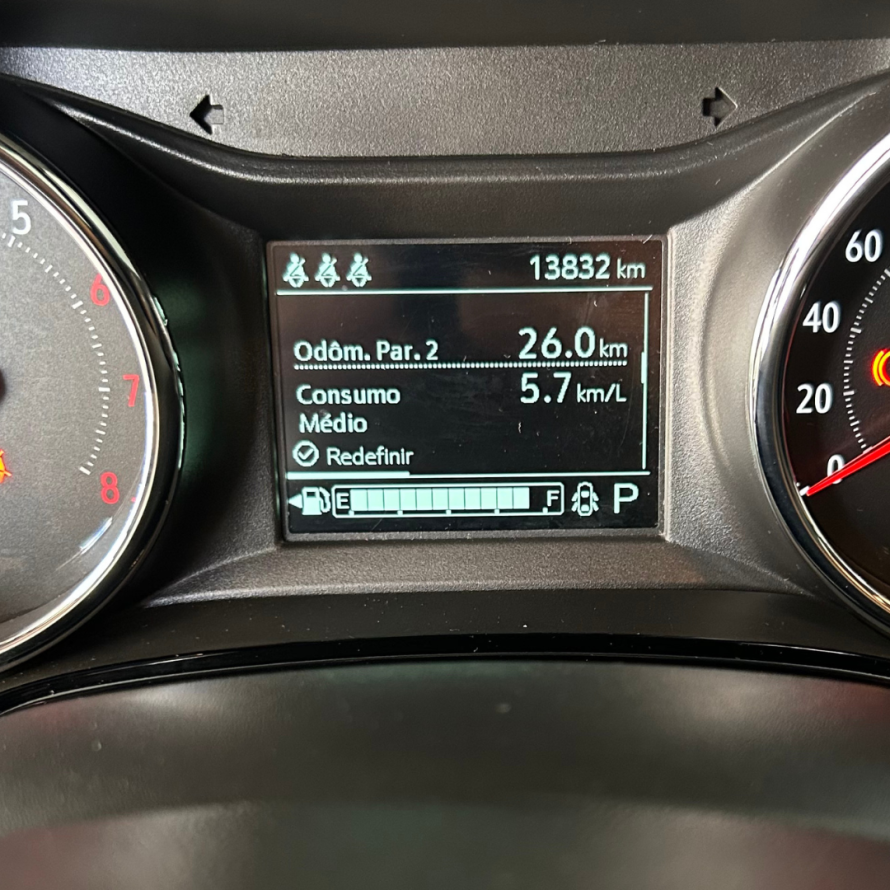 13832 km
Odôm. Par. 2 26.0 km
Consumo 5.7 km/L
Médio
Redefinir
E F P
5
6
7
8
60
40
20
0